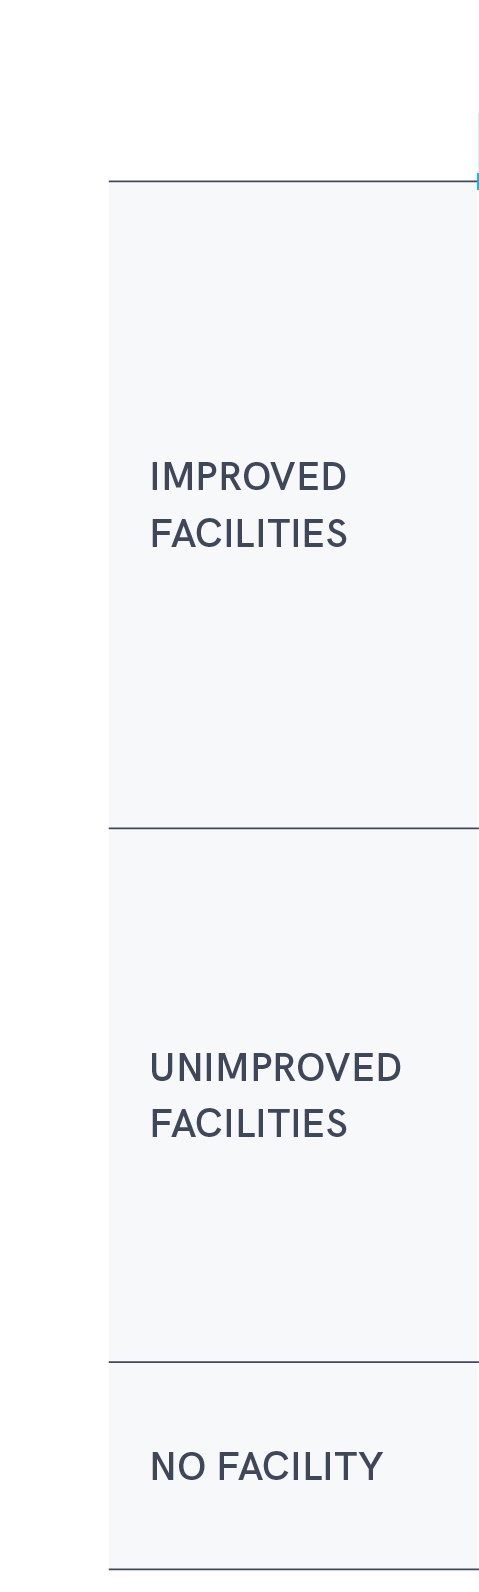 IMPROVED
FACILITIES
UNIMPROVED
FACILITIES
NO FACILITY